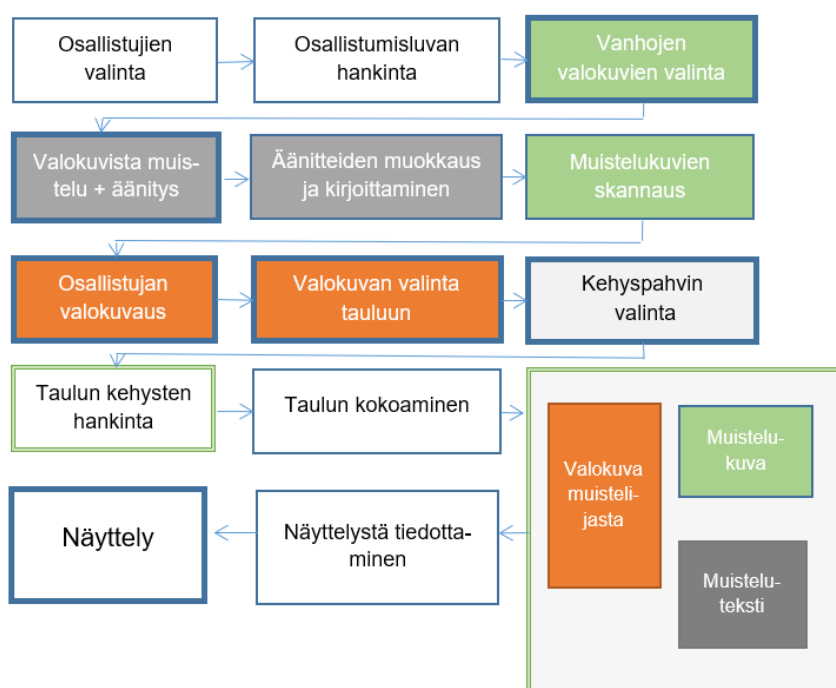 Osallistujien
valinta
Osallistumisluvan
hankinta
Vanhojen
valokuvien valinta
Valokuvista muis-
telu + äänitys
Äänitteiden muokkaus
ja kirjoittaminen
Muistelukuvien
skannaus
Osallistujan
valokuvaus
Valokuvan valinta
tauluun
Kehyspahvin
valinta
Taulun kehysten
hankinta
Taulun kokoaminen
Valokuva
muisteli-
jasta
Muistelu-
kuva
Muistelu-
teksti
Näyttelystä tiedotta-
minen
Näyttely